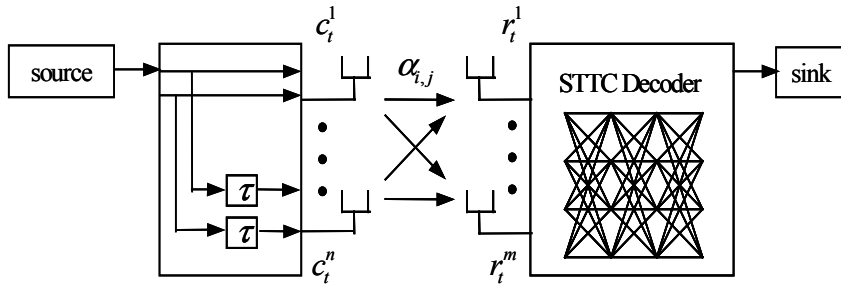 source
c_t^1
α_{i,j}
r_t^1
STTC Decoder
sink
τ
τ
c_t^n
r_t^m